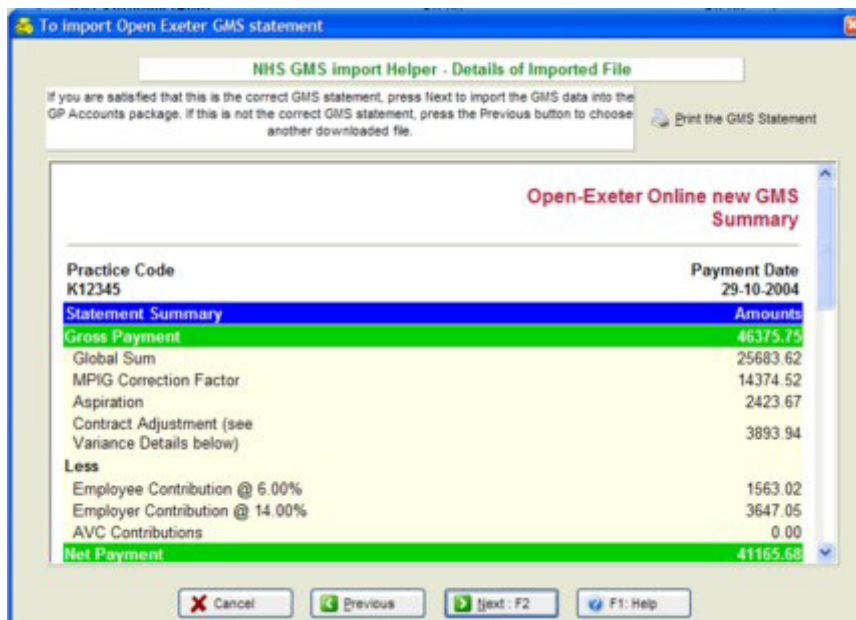 To import Open Exeter GMS statement
NHS GMS import Helper - Details of Imported File
If you are satisfied that this is the correct GMS statement, press Next to import the GMS data into the
GP Accounts package. If this is not the correct GMS statement, press the Previous button to choose
another downloaded file.
Print the GMS Statement
Open-Exeter Online new GMS
Summary
Practice Code
K12345
Payment Date
29-10-2004
Statement Summary Amounts
Gross Payment 46375.75
Global Sum 25683.62
MPIG Correction Factor 14374.52
Aspiration 2423.67
Contract Adjustment (see
Variance Details below) 3893.94
Less
Employee Contribution @ 6.00% 1563.02
Employer Contribution @ 14.00% 3647.05
AVC Contributions 0.00
Net Payment 41165.68
Cancel
Previous
Next : F2
F1: Help